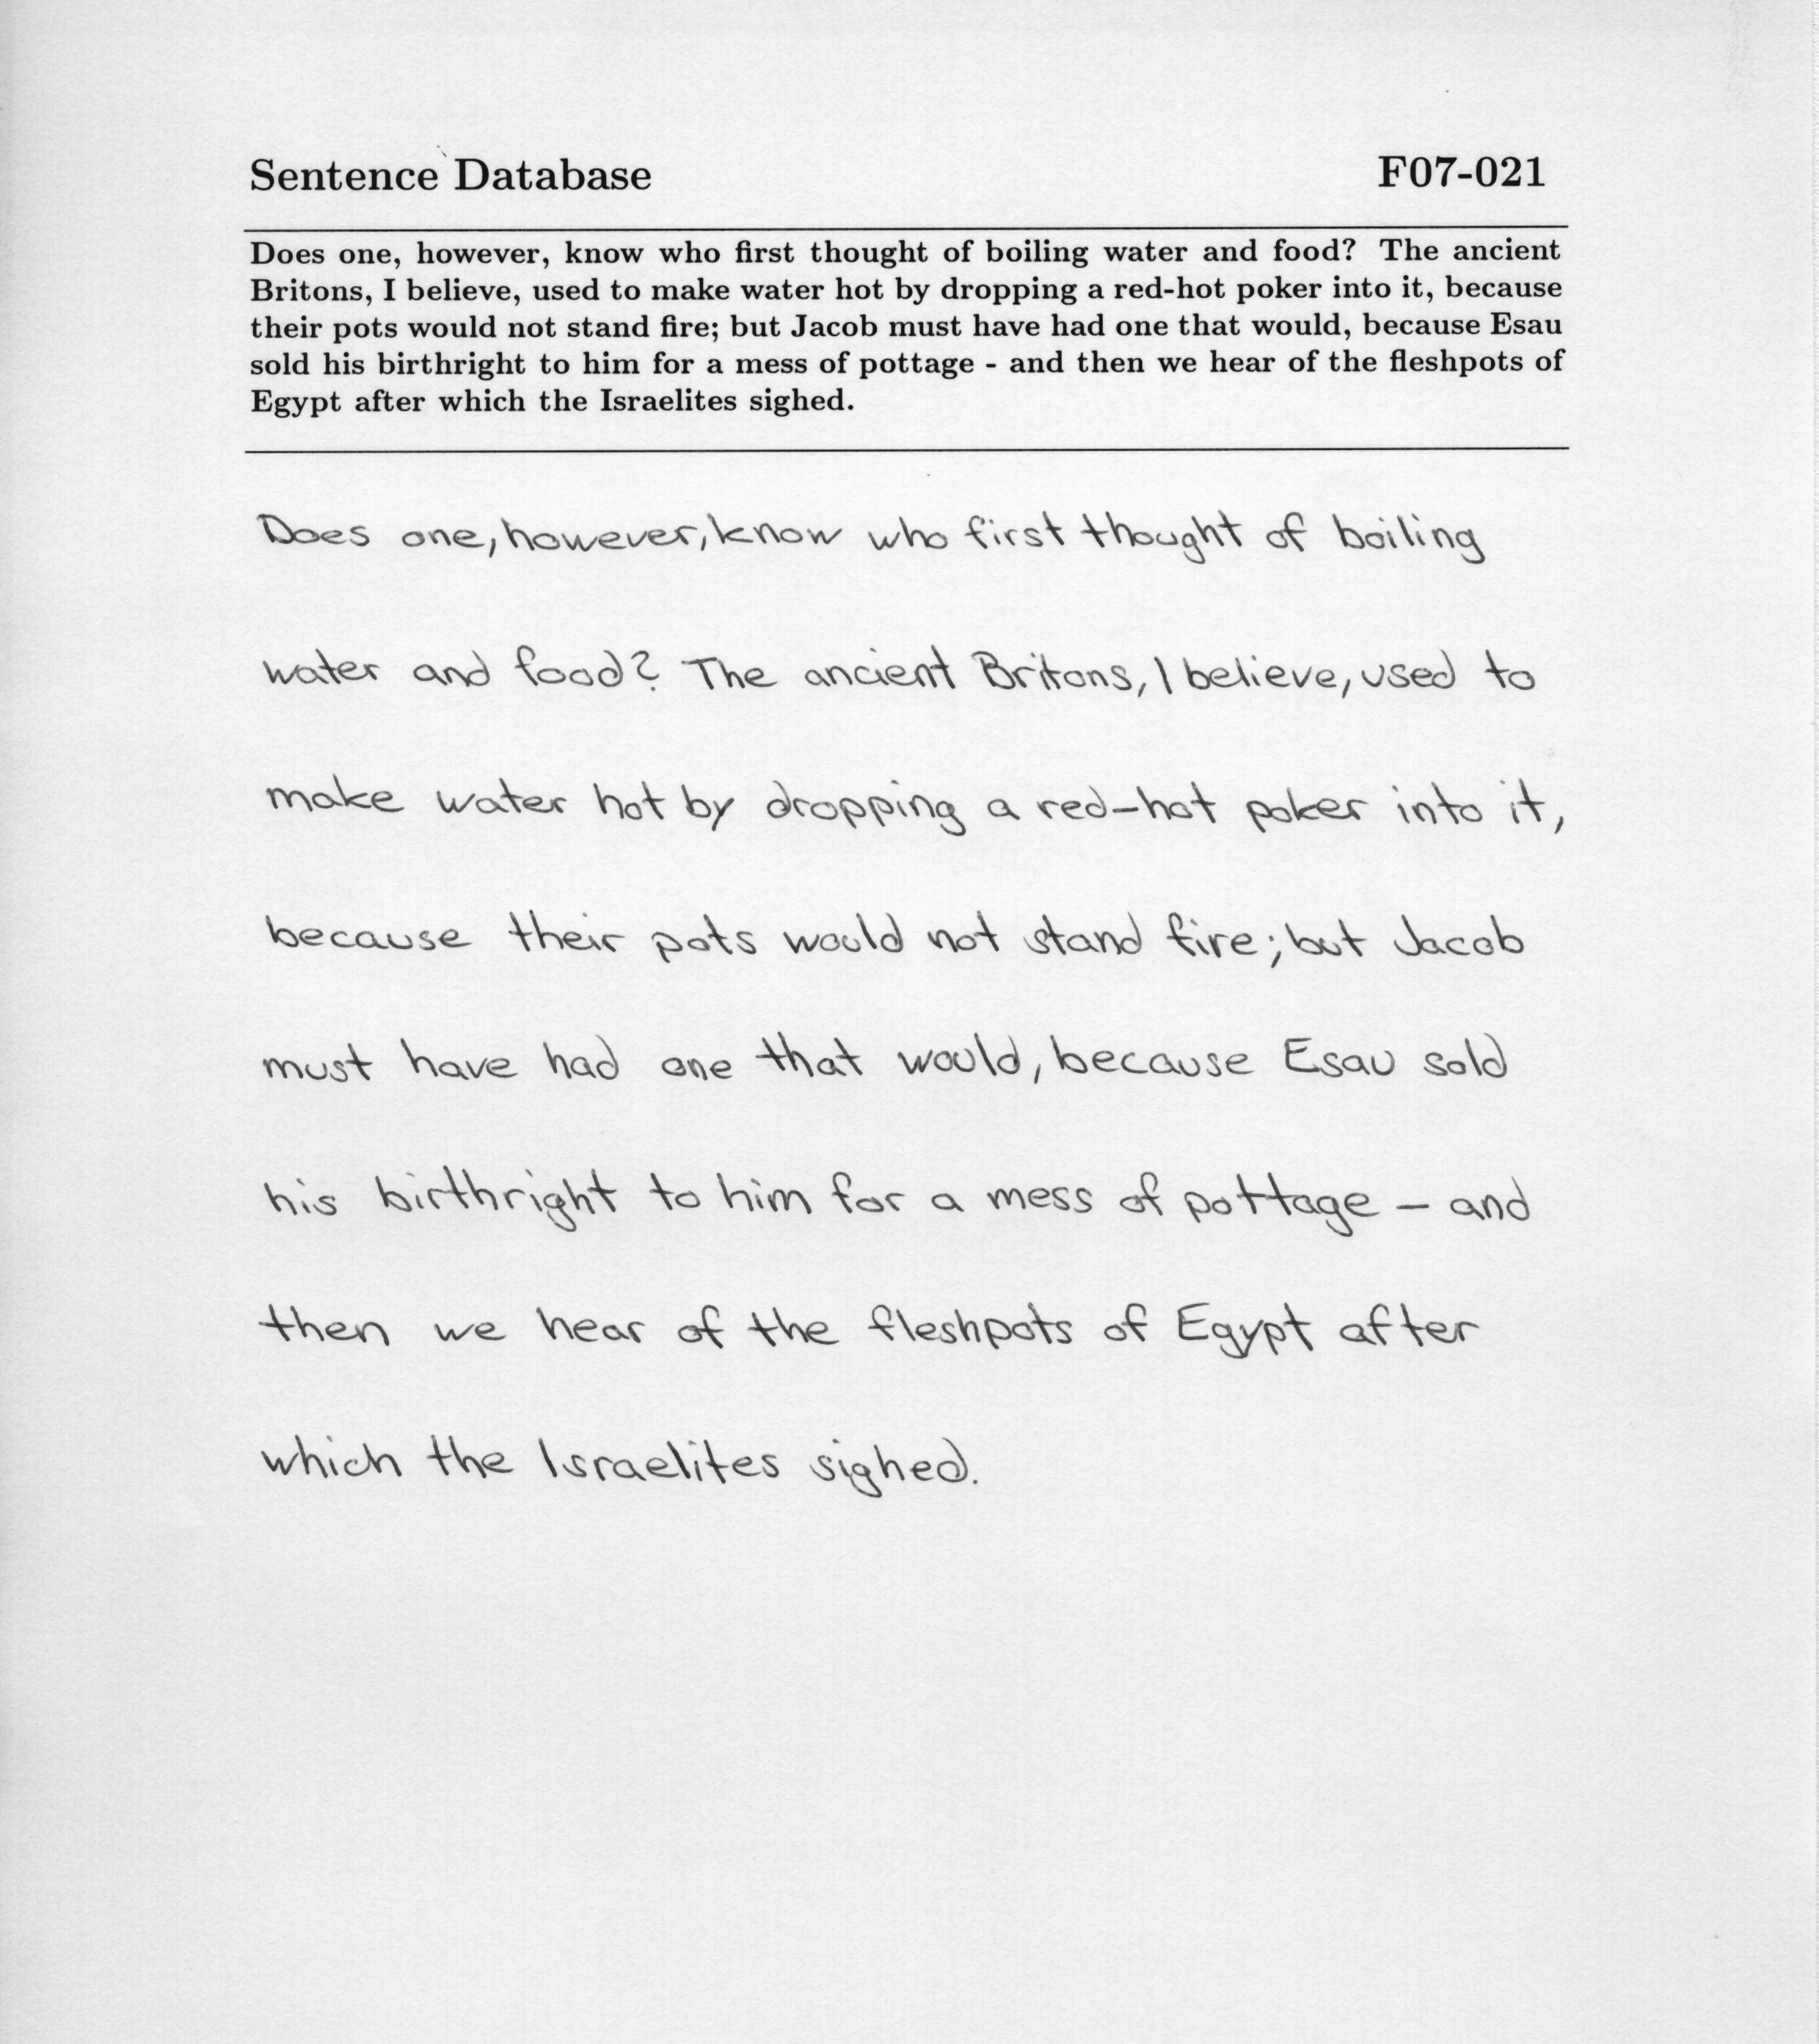 Sentence Database F07-021
Does one, however, know who first thought of boiling water and food? The ancient
Britons, I believe, used to make water hot by dropping a red-hot poker into it, because
their pots would not stand fire; but Jacob must have had one that would, because Esau
sold his birthright to him for a mess of pottage - and then we hear of the fleshpots of
Egypt after which the Israelites sighed.
Does one, however, know who first thought of boiling
water and food? The ancient Britons, I believe, used to
make water hot by dropping a red-hot poker into it,
because their pots would not stand fire; but Jacob
must have had one that would, because Esau sold
his birthright to him for a mess of pottage - and
then we hear of the fleshpots of Egypt after
which the Israelites sighed.